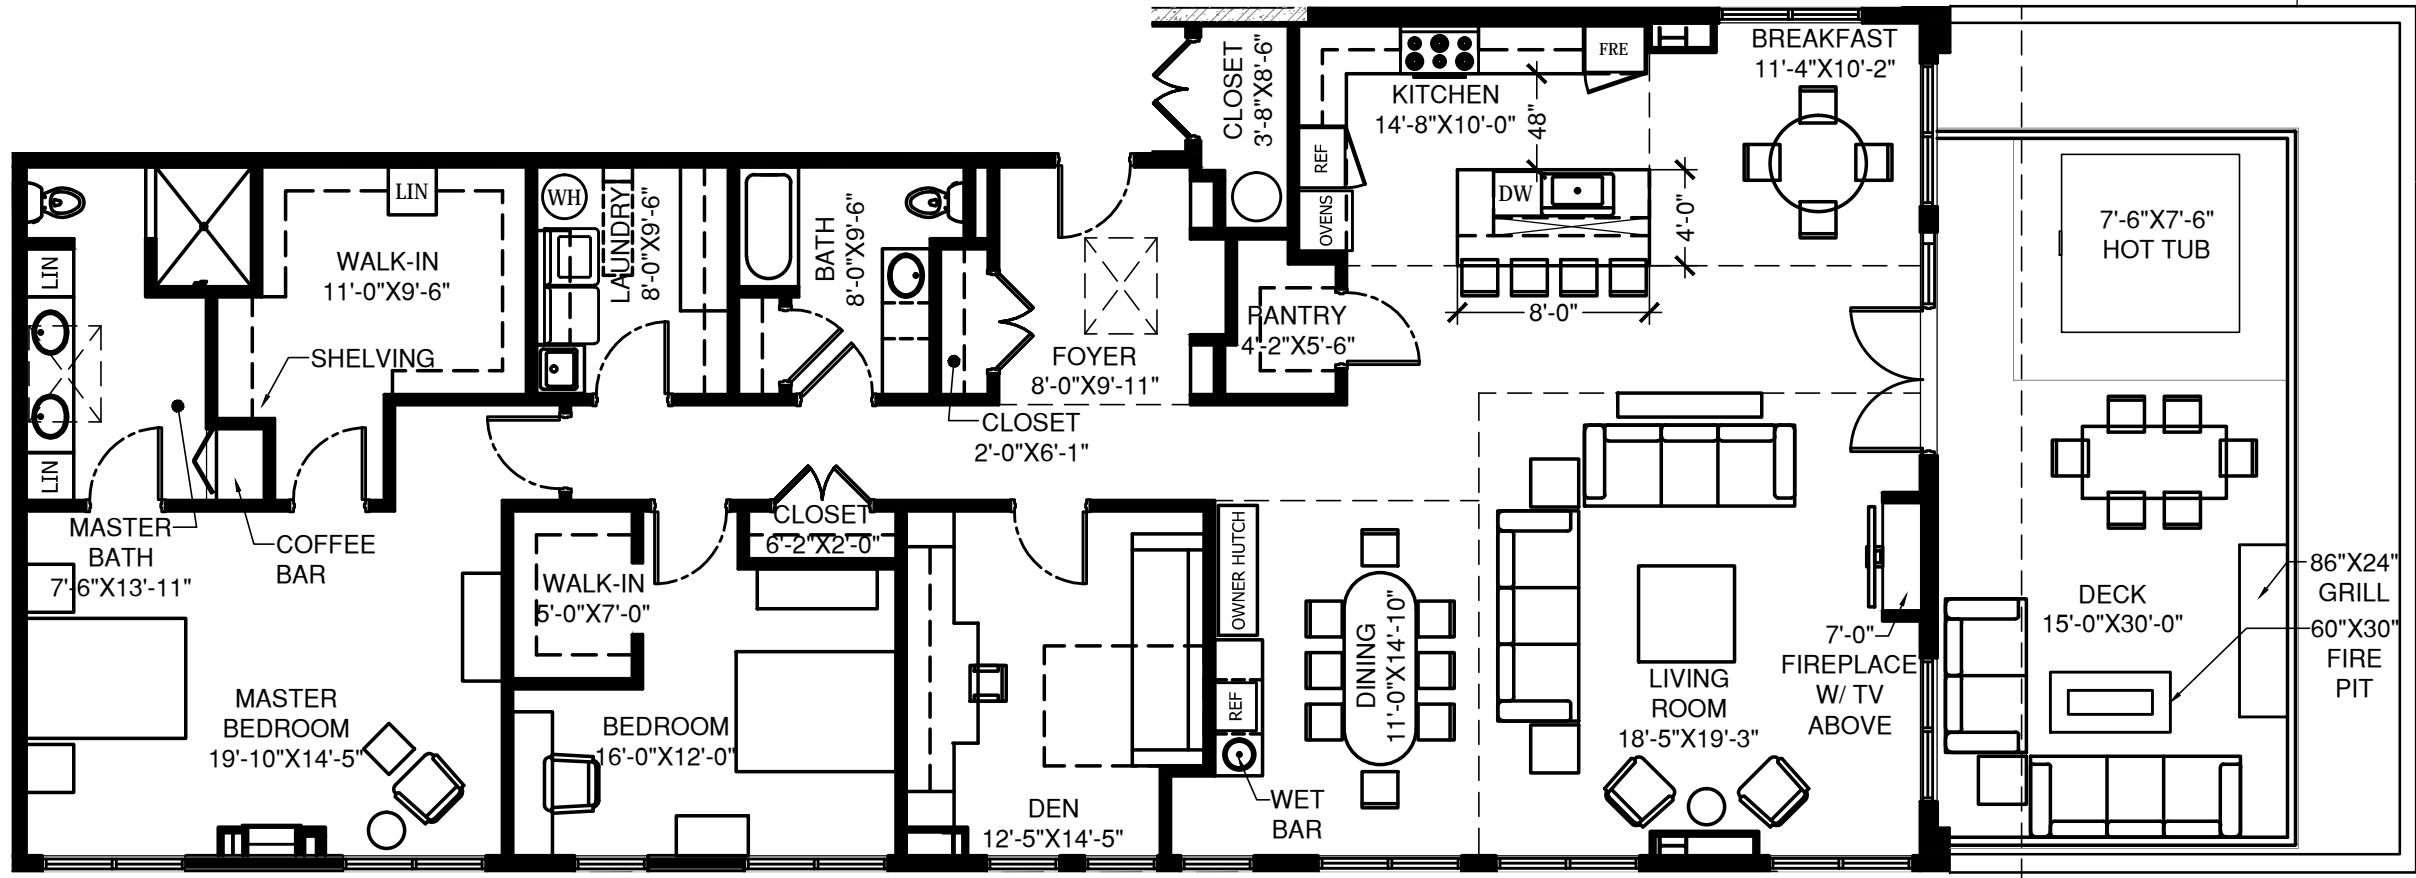 BREAKFAST
11'-4"X10'-2"
CLOSET
3'-8"X8'-6"
FRE
KITCHEN
14'-8"X10'-0"
48"
REF
OVENS
DW
4'-0"
8'-0"
7'-6"X7'-6"
HOT TUB
LIN
WALK-IN
11'-0"X9'-6"
SHELVING
WH
LAUNDRY
8'-0"X9'-6"
BATH
8'-0"X9'-6"
LIN
LIN
FOYER
8'-0"X9'-11"
PANTRY
4'-2"X5'-6"
CLOSET
2'-0"X6'-1"
MASTER
BATH
7'-6"X13'-11"
COFFEE
BAR
CLOSET
6'-2"X2'-0"
WALK-IN
5'-0"X7'-0"
OWNER HUTCH
REF
WET
BAR
DINING
11'-0"X14'-10"
LIVING
ROOM
18'-5"X19'-3"
7'-0"
FIREPLACE
W/ TV
ABOVE
DECK
15'-0"X30'-0"
86"X24"
GRILL
60"X30"
FIRE
PIT
MASTER
BEDROOM
19'-10"X14'-5"
BEDROOM
16'-0"X12'-0"
DEN
12'-5"X14'-5"